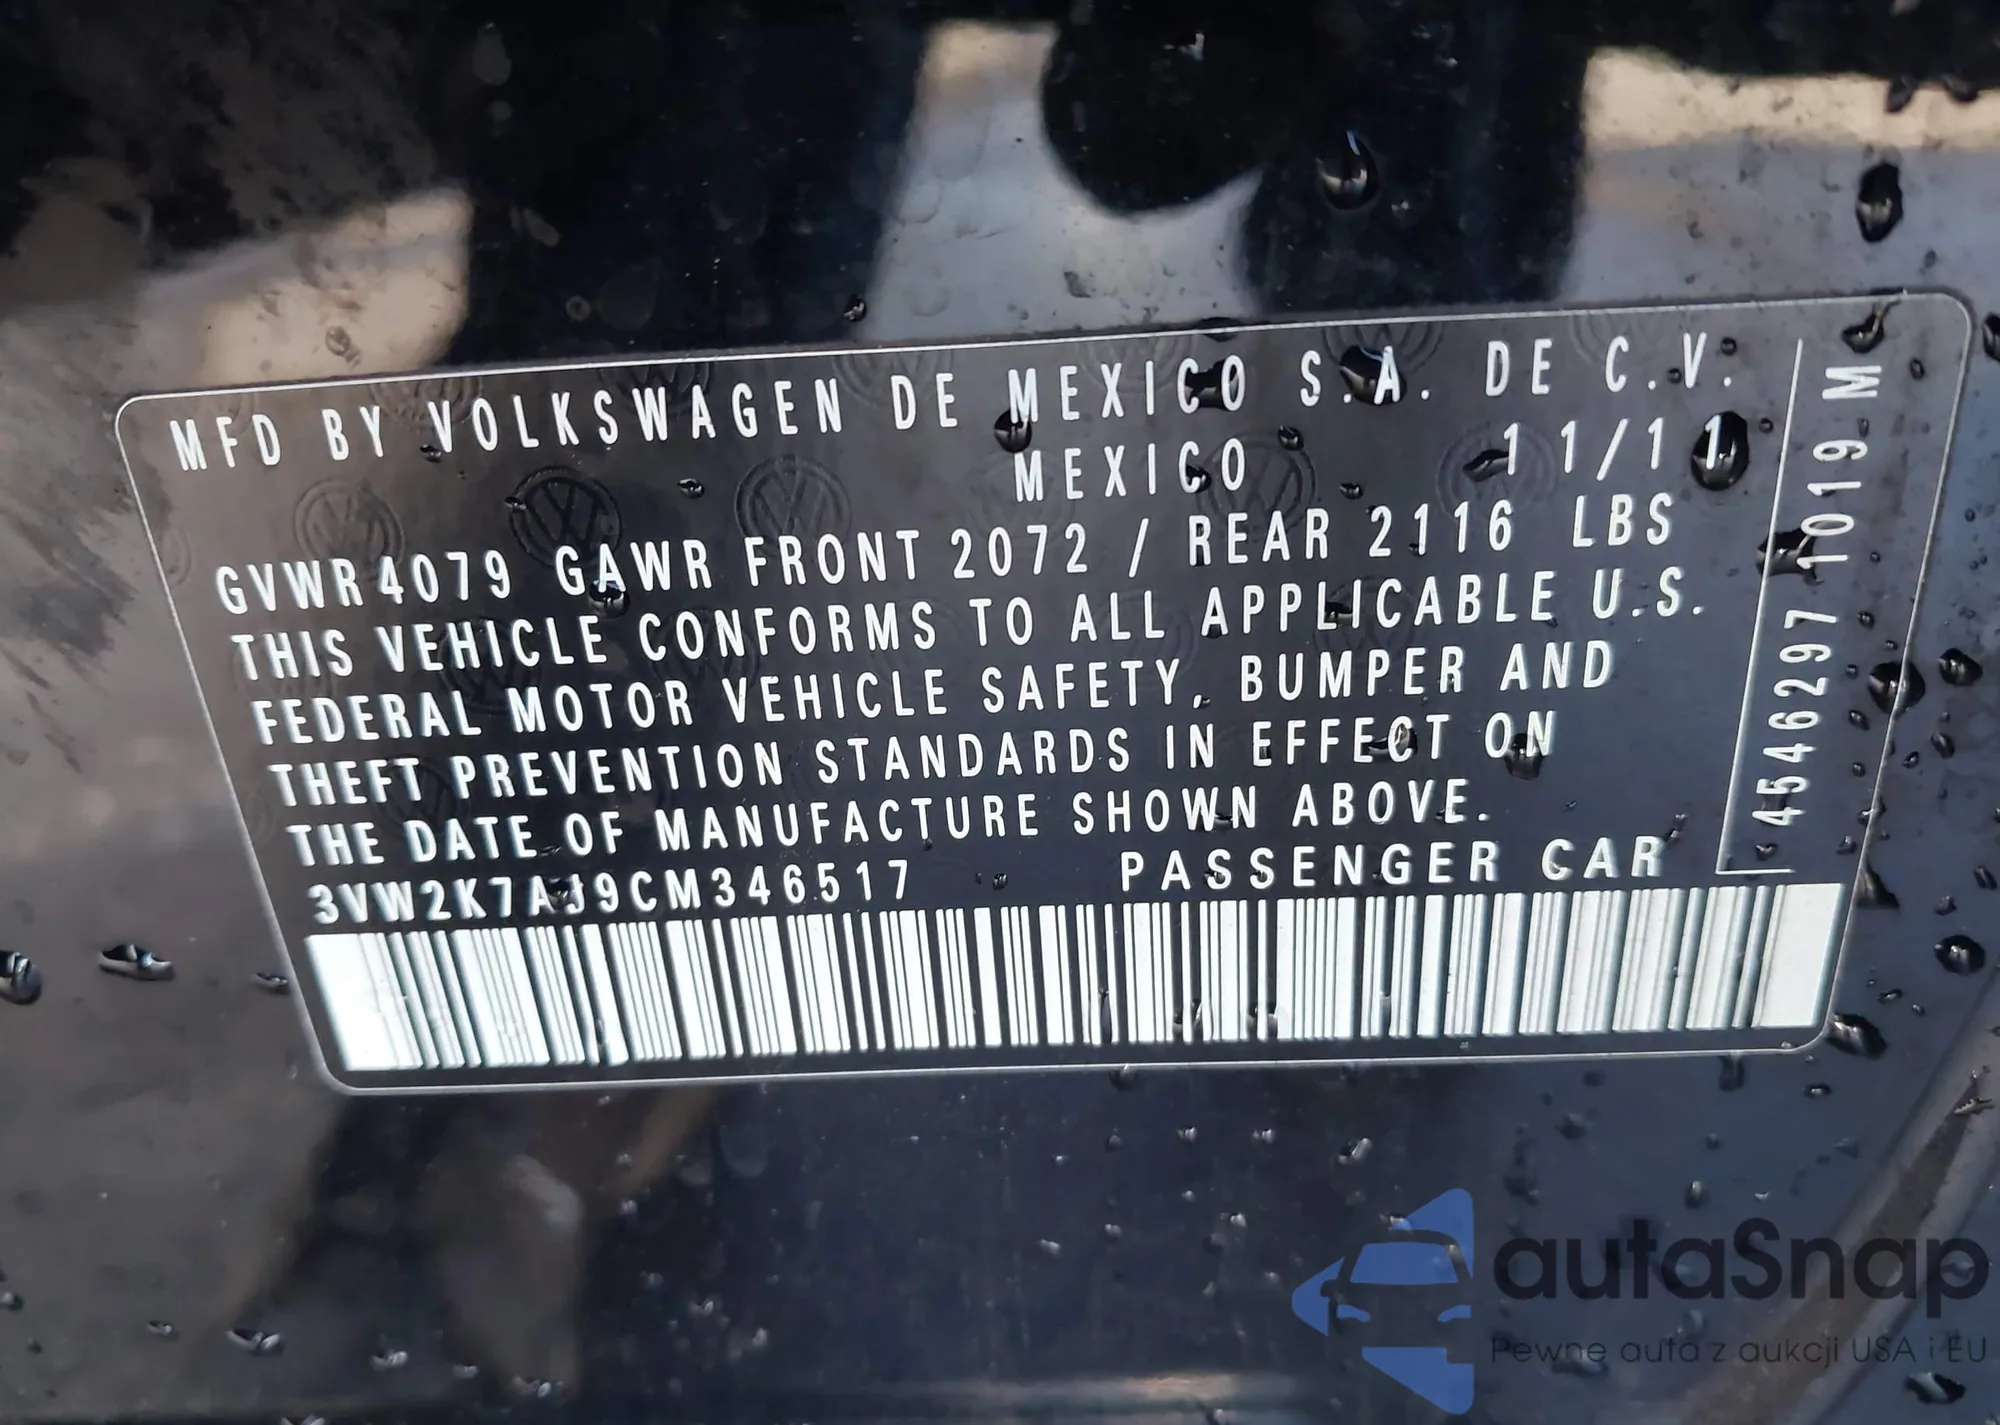 MFD BY VOLKSWAGEN DE MEXICO S.A. DE C.V.
MEXICO 11/11
GVWR 4079 GAWR FRONT 2072 / REAR 2116 LBS
THIS VEHICLE CONFORMS TO ALL APPLICABLE U.S.
FEDERAL MOTOR VEHICLE SAFETY, BUMPER AND
THEFT PREVENTION STANDARDS IN EFFECT ON
THE DATE OF MANUFACTURE SHOWN ABOVE.
3VW2K7AJ9CM346517 PASSENGER CAR
4546297 1019 M
autaSnap
Pewne auta z aukcji USA i EU